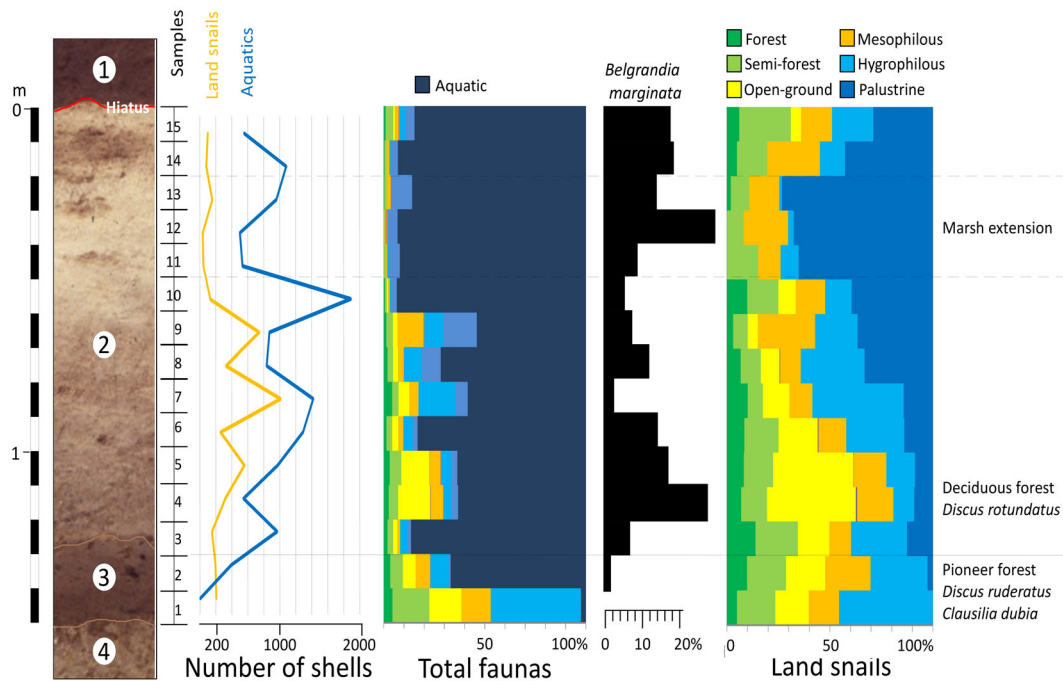 Samples
Land snails
Aquatics
Aquatic
Belgrandia
marginata
Forest
Semi-forest
Open-ground
Mesophilous
Hygrophilous
Palustrine
m
0
1
1
2
3
4
Hiatus
15
14
13
12
11
10
9
8
7
6
5
4
3
2
1
Marsh extension
Deciduous forest
Discus rotundatus
Pioneer forest
Discus ruderatus
Clausilia dubia
200 1000 2000
Number of shells
50 100%
Total faunas
0 20%
0 50 100%
Land snails